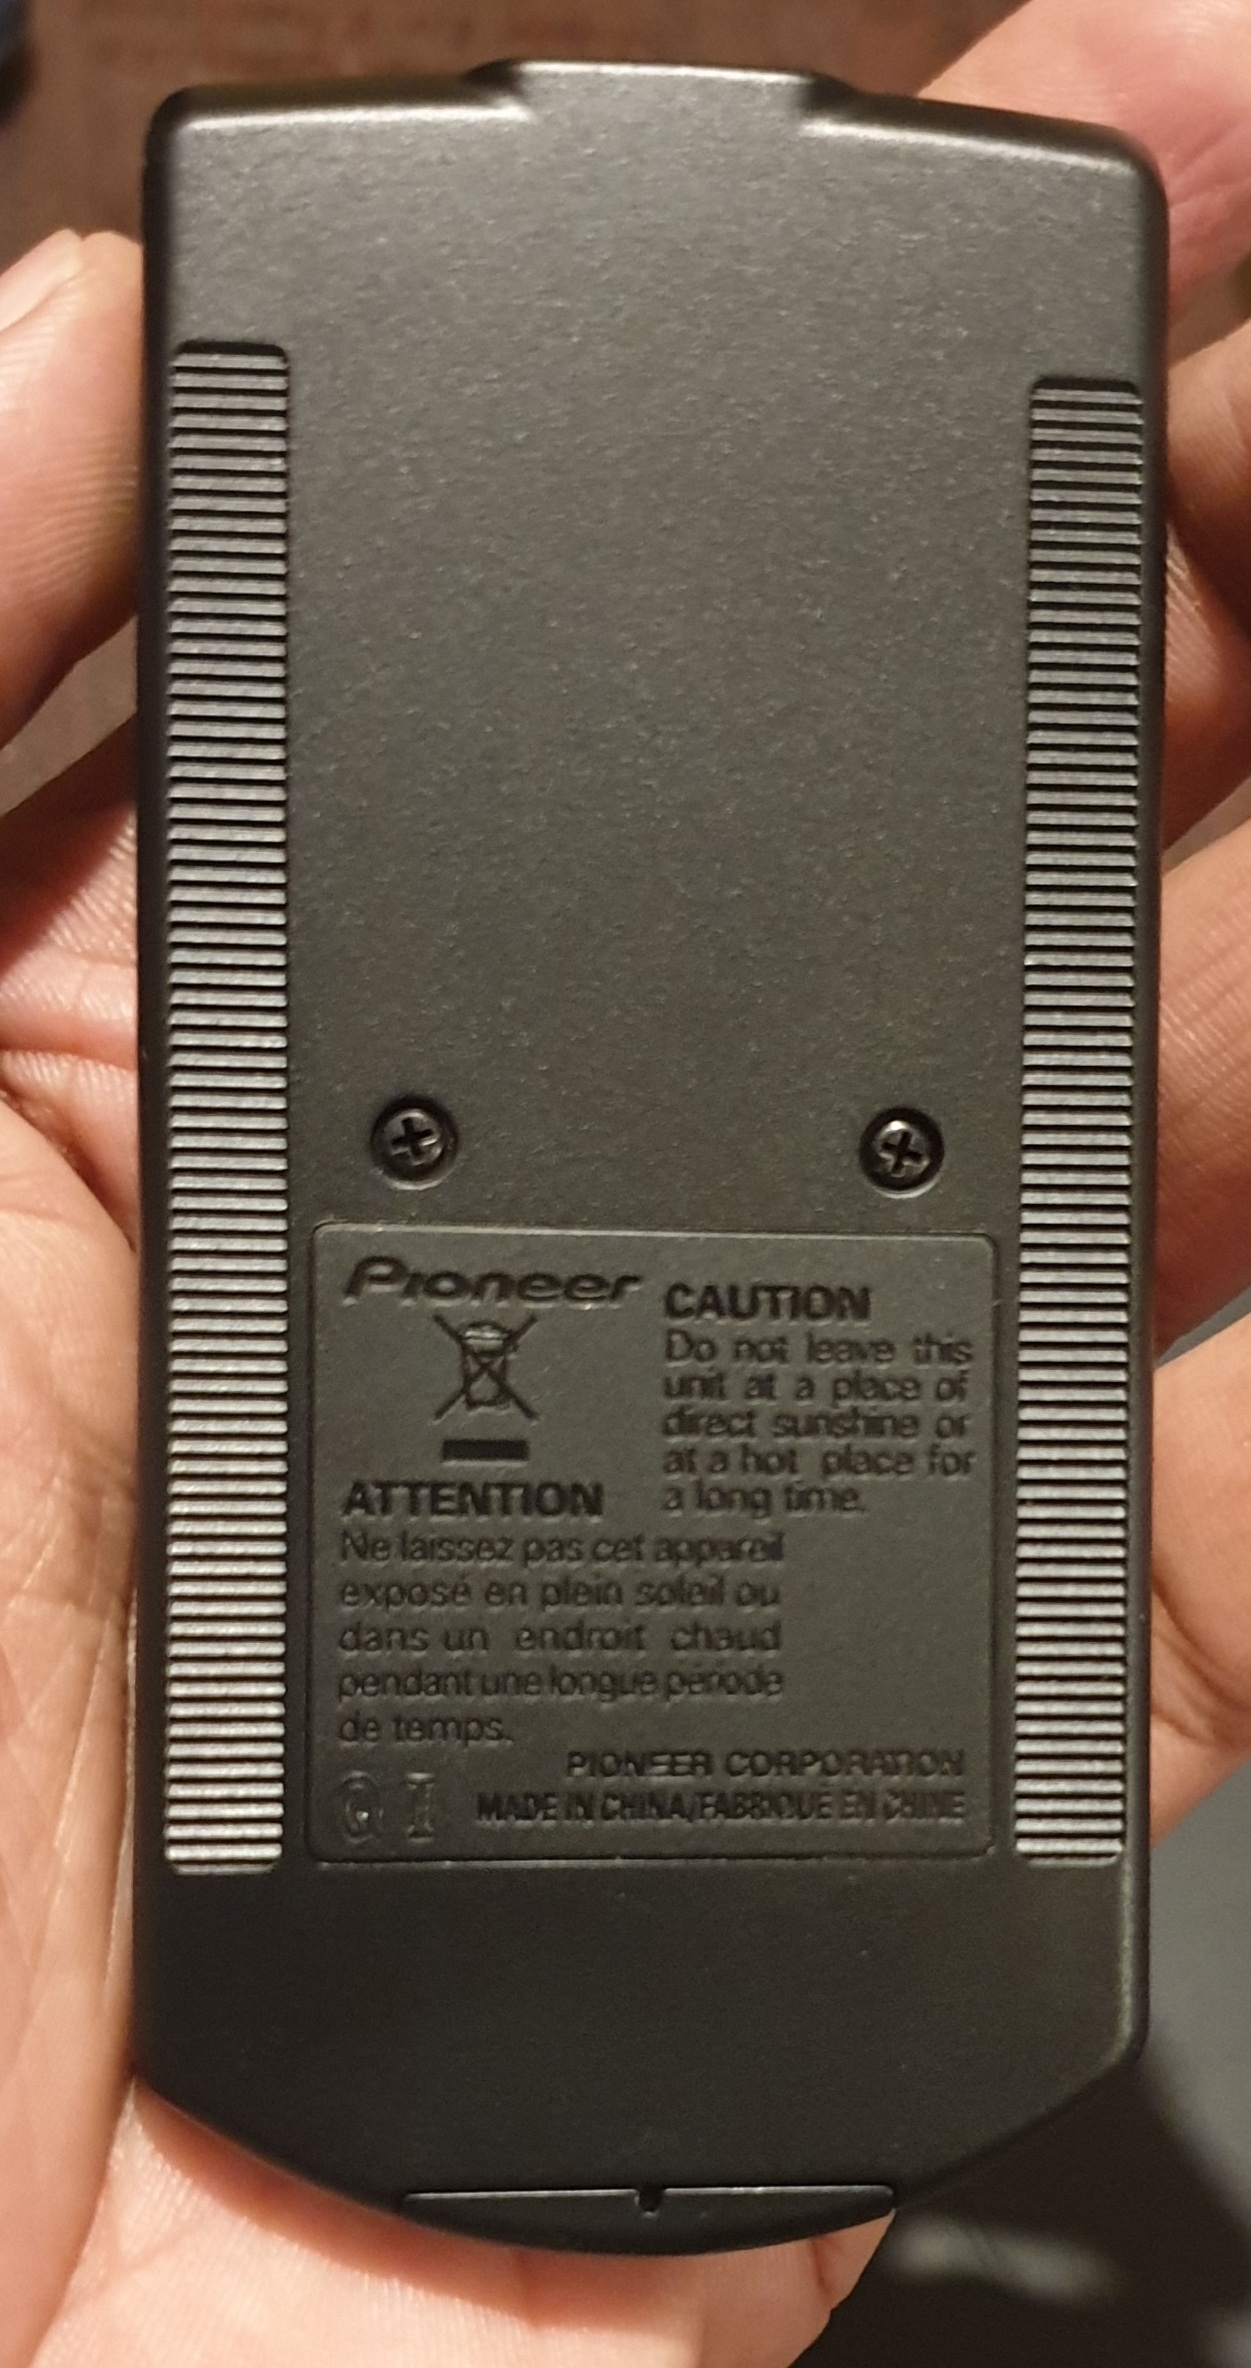 Pioneer
CAUTION
Do not leave this
unit at a place of
direct sunshine or
at a hot place for
a long time.
ATTENTION
Ne laissez pas cet appareil
exposé en plein soleil ou
dans un endroit chaud
pendant une longue période
de temps.
PIONEER CORPORATION
G I
MADE IN CHINA/FABRIQUÉ EN CHINE